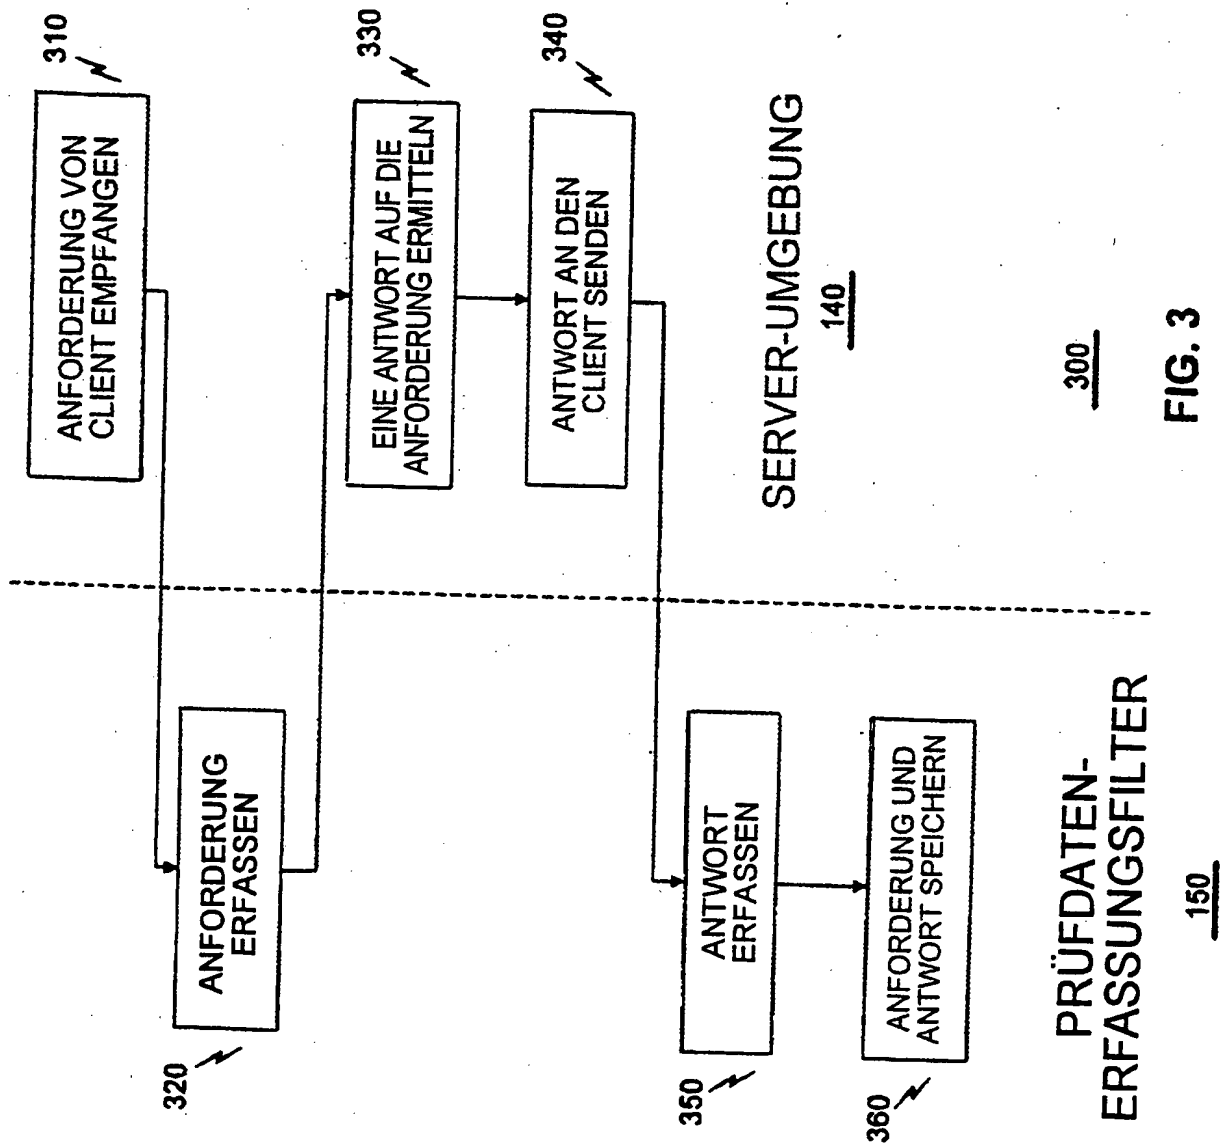 310
ANFORDERUNG VON
CLIENT EMPFANGEN
320
ANFORDERUNG
ERFASSEN
330
EINE ANTWORT AUF DIE
ANFORDERUNG ERMITTELN
340
ANTWORT AN DEN
CLIENT SENDEN
350
ANTWORT
ERFASSEN
360
ANFORDERUNG UND
ANTWORT SPEICHERN
PRÜFDATEN-
ERFASSUNGSFILTER
150
SERVER-UMGEBUNG
140
300
FIG. 3